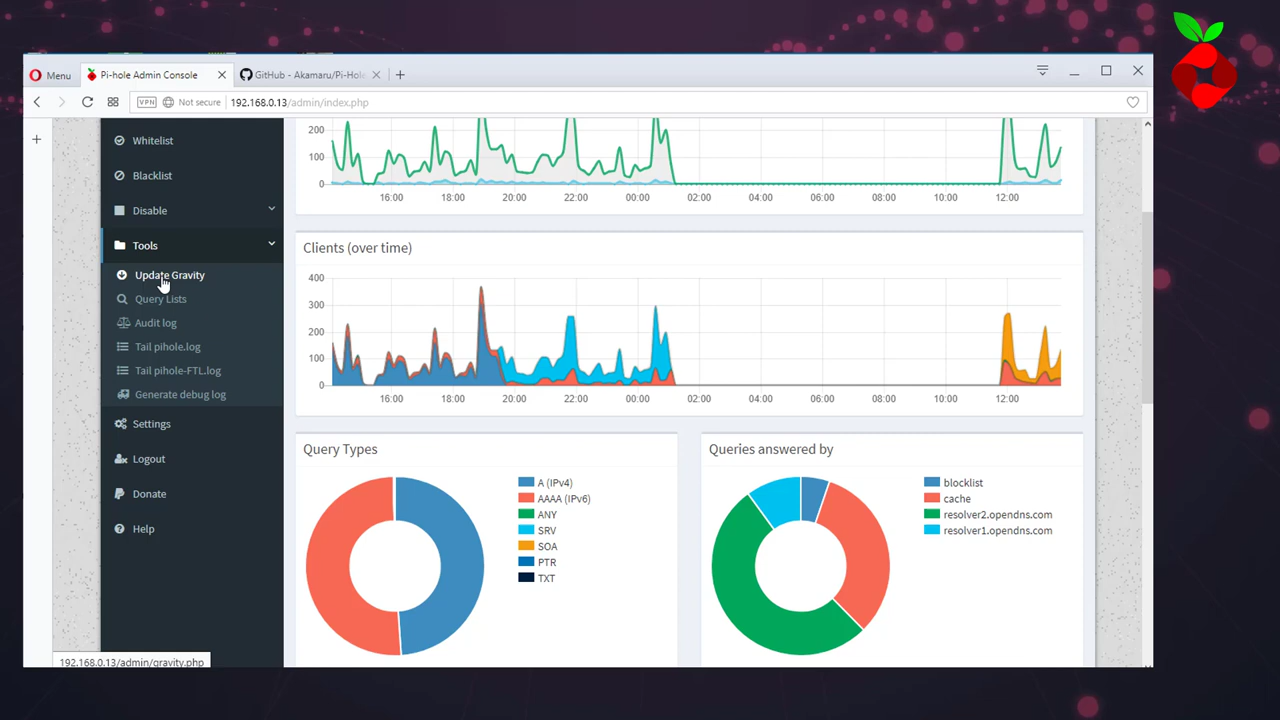 Menu
Pi-hole Admin Console
GitHub - Akamaru/Pi-Hole
VPN
Not secure
192.168.0.13/admin/index.php
Whitelist
Blacklist
Disable
Tools
Update Gravity
Query Lists
Audit log
Tail pihole.log
Tail pihole-FTL.log
Generate debug log
Settings
Logout
Donate
Help
200
100
0
16:00 18:00 20:00 22:00 00:00 02:00 04:00 06:00 08:00 10:00 12:00
Clients (over time)
400
300
200
100
0
16:00 18:00 20:00 22:00 00:00 02:00 04:00 06:00 08:00 10:00 12:00
Query Types
A (IPv4)
AAAA (IPv6)
ANY
SRV
SOA
PTR
TXT
Queries answered by
blocklist
cache
resolver2.opendns.com
resolver1.opendns.com
192.168.0.13/admin/gravity.php